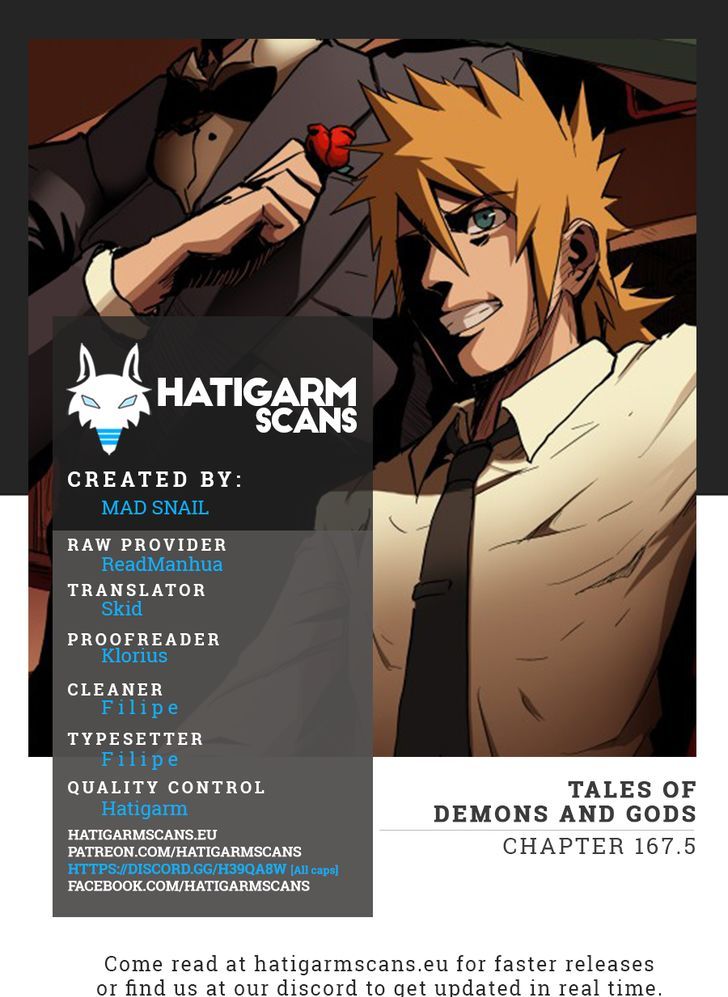 HATIGARM
SCANS
CREATED BY:
MAD SNAIL
RAW PROVIDER
ReadManhua
TRANSLATOR
Skid
PROOFREADER
Klorius
CLEANER
Filipe
TYPESETTER
Filipe
QUALITY CONTROL
Hatigarm
HATIGARMSCANS.EU
PATREON.COM/HATIGARMSCANS
HTTPS://DISCORD.GG/H39QA8W [All caps]
FACEBOOK.COM/HATIGARMSCANS
TALES OF
DEMONS AND GODS
CHAPTER 167.5
Come read at hatigarmscans.eu for faster releases
or find us at our discord to get updated in real time.